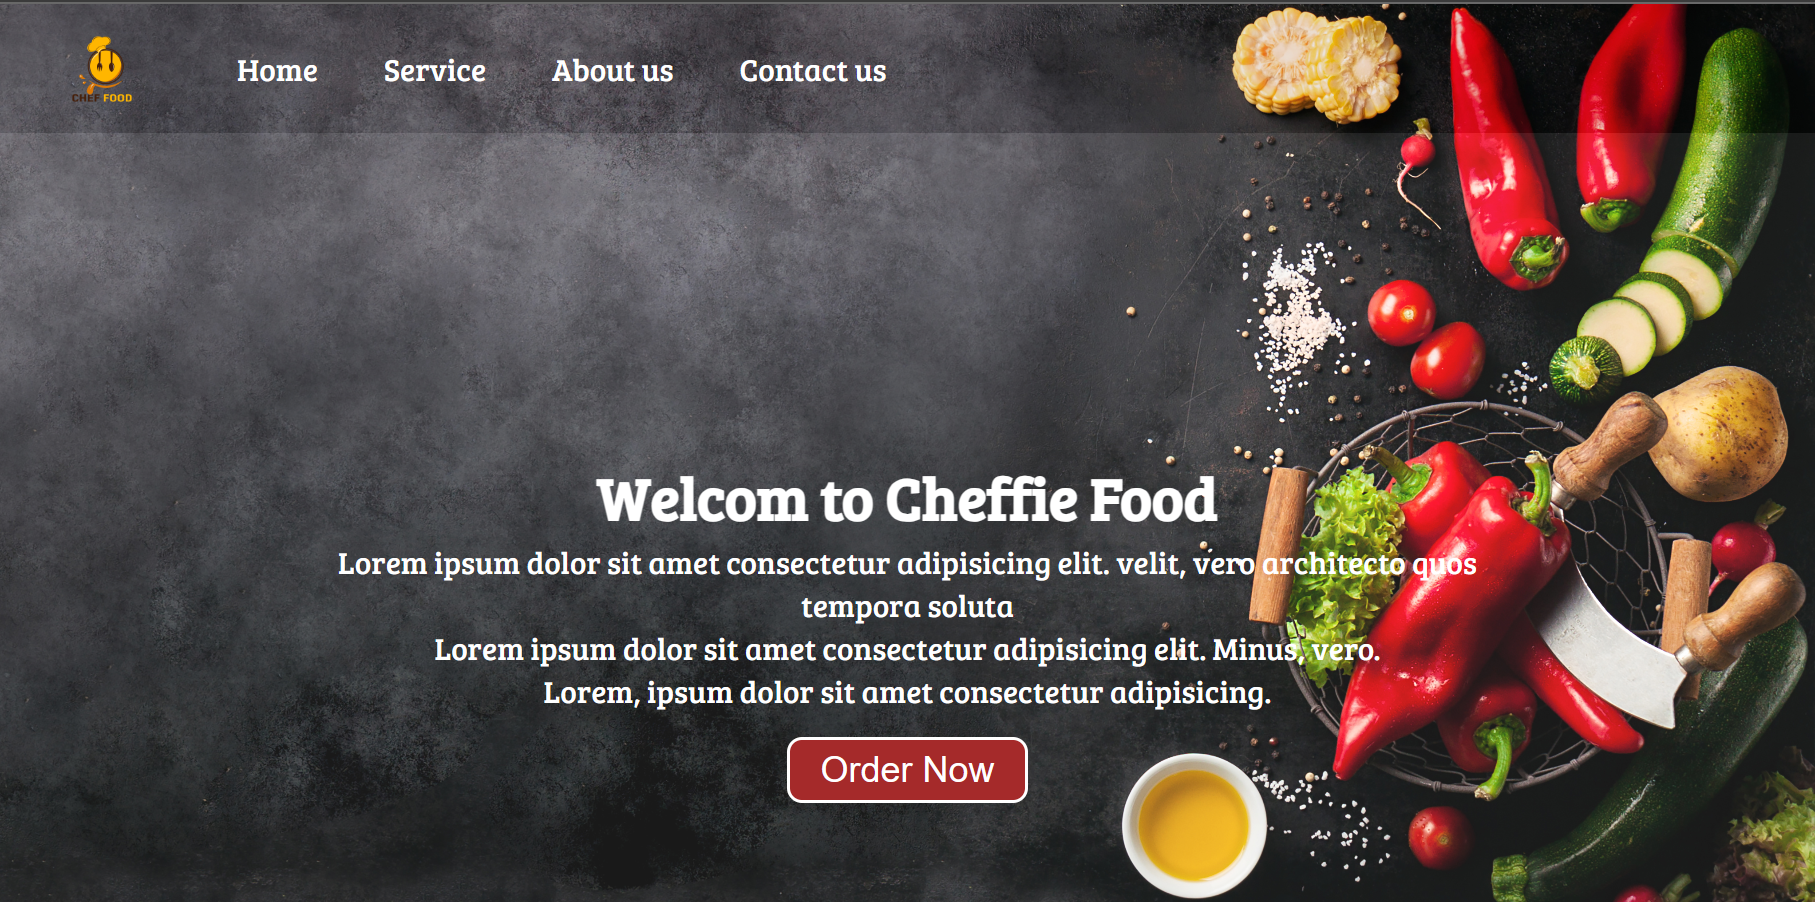 CHEF FOOD
Home Service About us Contact us
Welcom to Cheffie Food
Lorem ipsum dolor sit amet consectetur adipisicing elit. velit, vero architecto quos
tempora soluta
Lorem ipsum dolor sit amet consectetur adipisicing elit. Minus, vero.
Lorem, ipsum dolor sit amet consectetur adipisicing.
Order Now